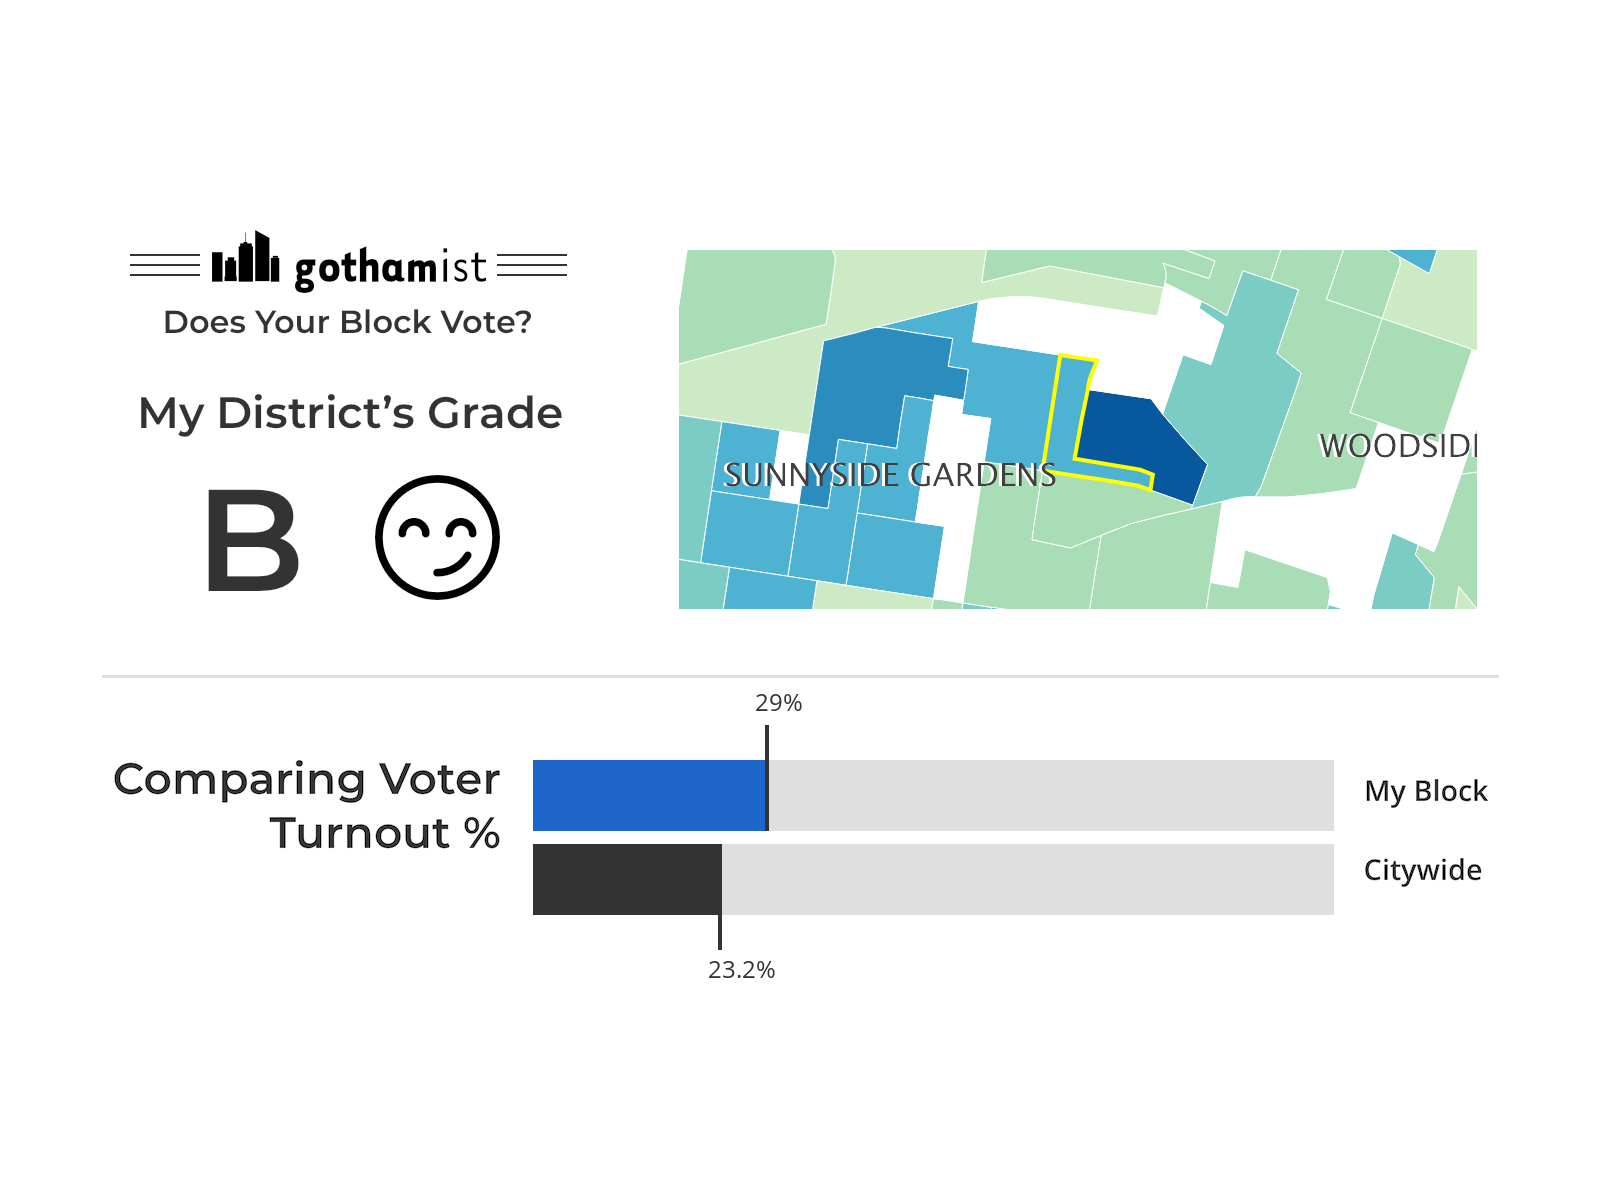 gothamist
Does Your Block Vote?
My District's Grade
B
SUNNYSIDE GARDENS
WOODSIDE
29%
Comparing Voter
Turnout %
My Block
Citywide
23.2%